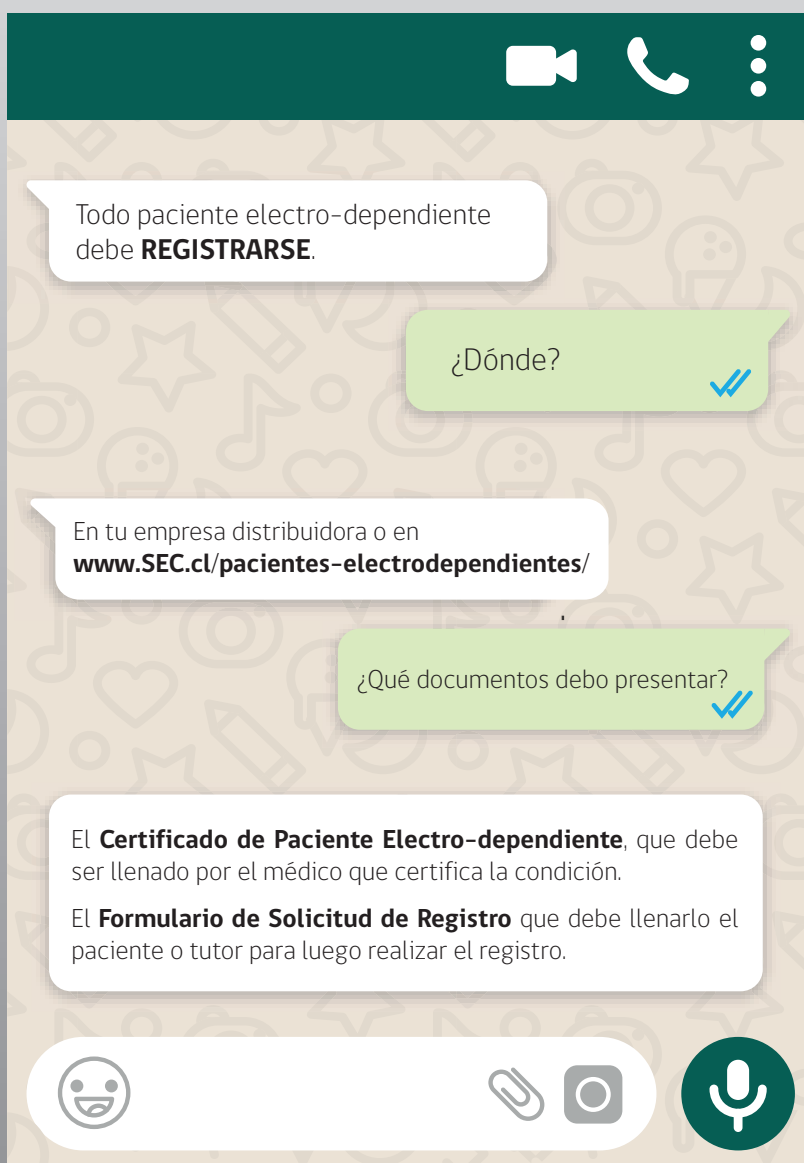 Todo paciente electro-dependiente
debe REGISTRARSE.
¿Dónde?
En tu empresa distribuidora o en
www.SEC.cl/pacientes-electrodependientes/
¿Qué documentos debo presentar?
El Certificado de Paciente Electro-dependiente, que debe
ser llenado por el médico que certifica la condición.
El Formulario de Solicitud de Registro que debe llenarlo el
paciente o tutor para luego realizar el registro.